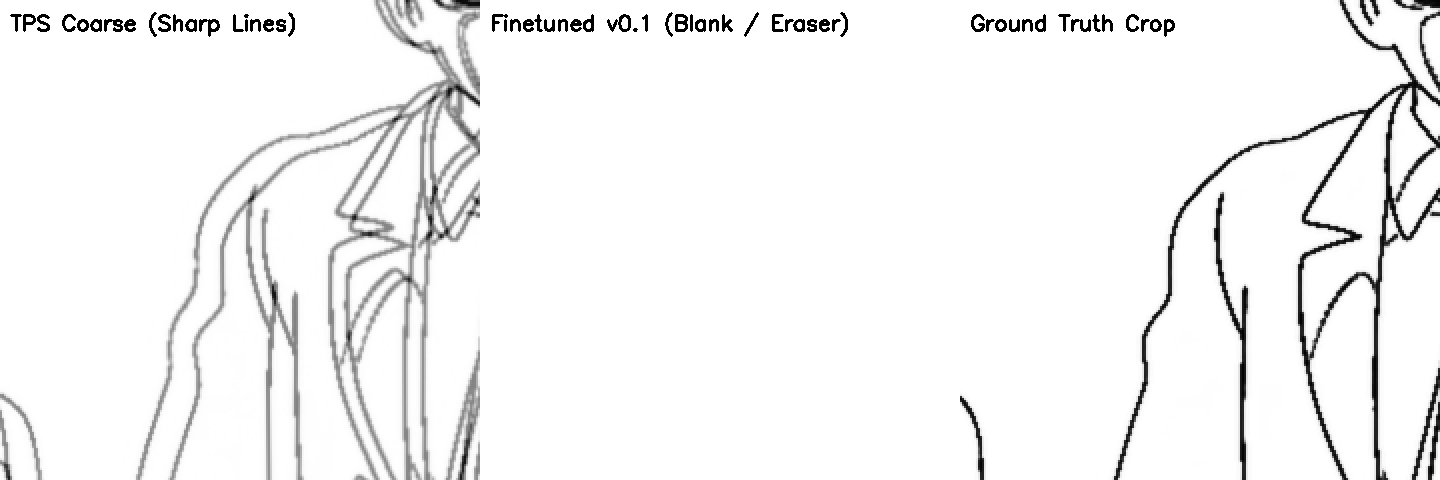 TPS Coarse (Sharp Lines)
Finetuned v0.1 (Blank / Eraser)
Ground Truth Crop